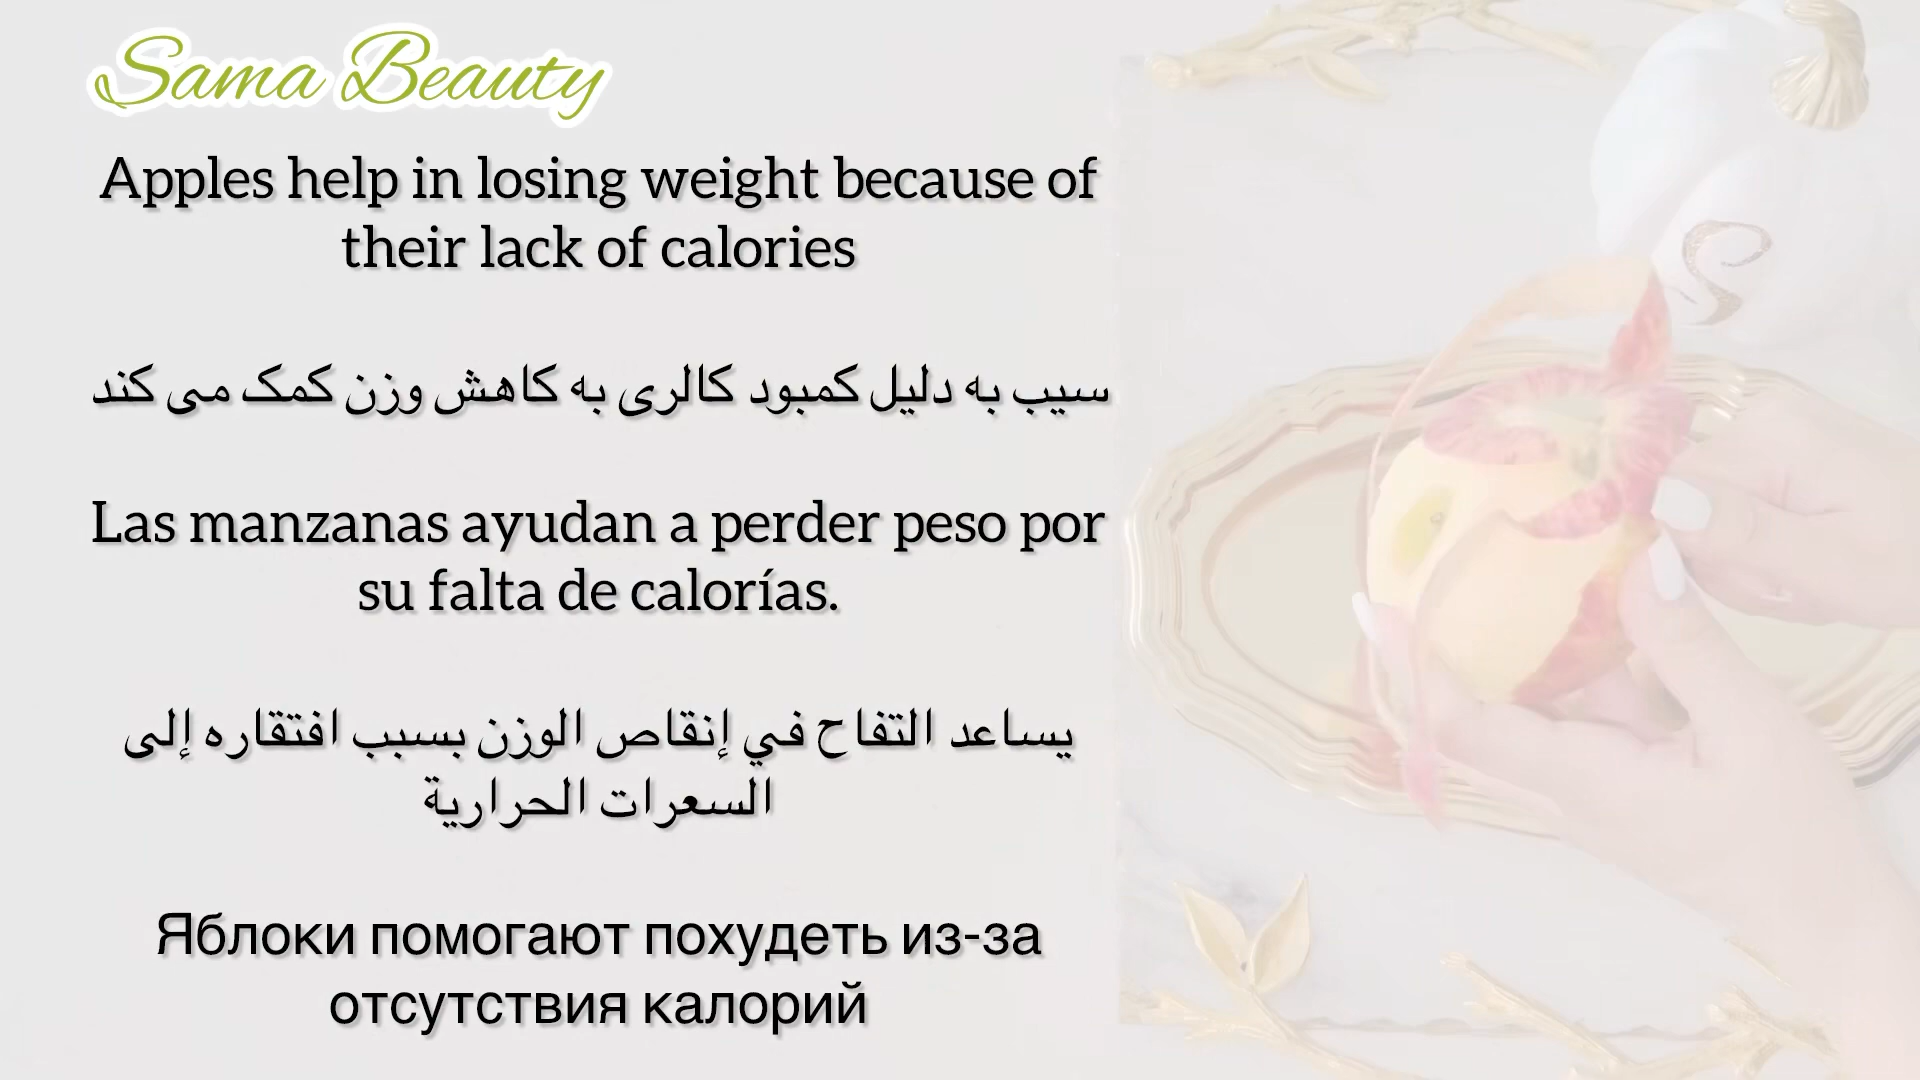 Sama Beauty
Apples help in losing weight because of
their lack of calories
سیب به دلیل کمبود کالری به کاهش وزن کمک می کند
Las manzanas ayudan a perder peso por
su falta de calorías.
يساعد التفاح في إنقاص الوزن بسبب افتقاره إلى
السعرات الحرارية
Яблоки помогают похудеть из-за
отсутствия калорий